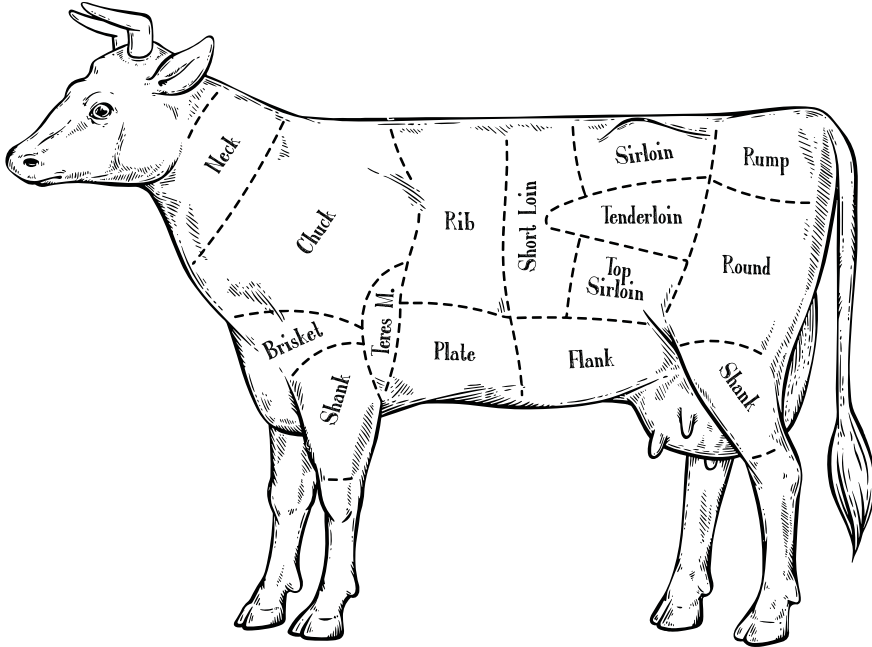 Neck
Chuck
Rib
Short Loin
Sirloin
Tenderloin
Top
Sirloin
Rump
Round
Brisket
Shank
Teres M.
Plate
Flank
Shank